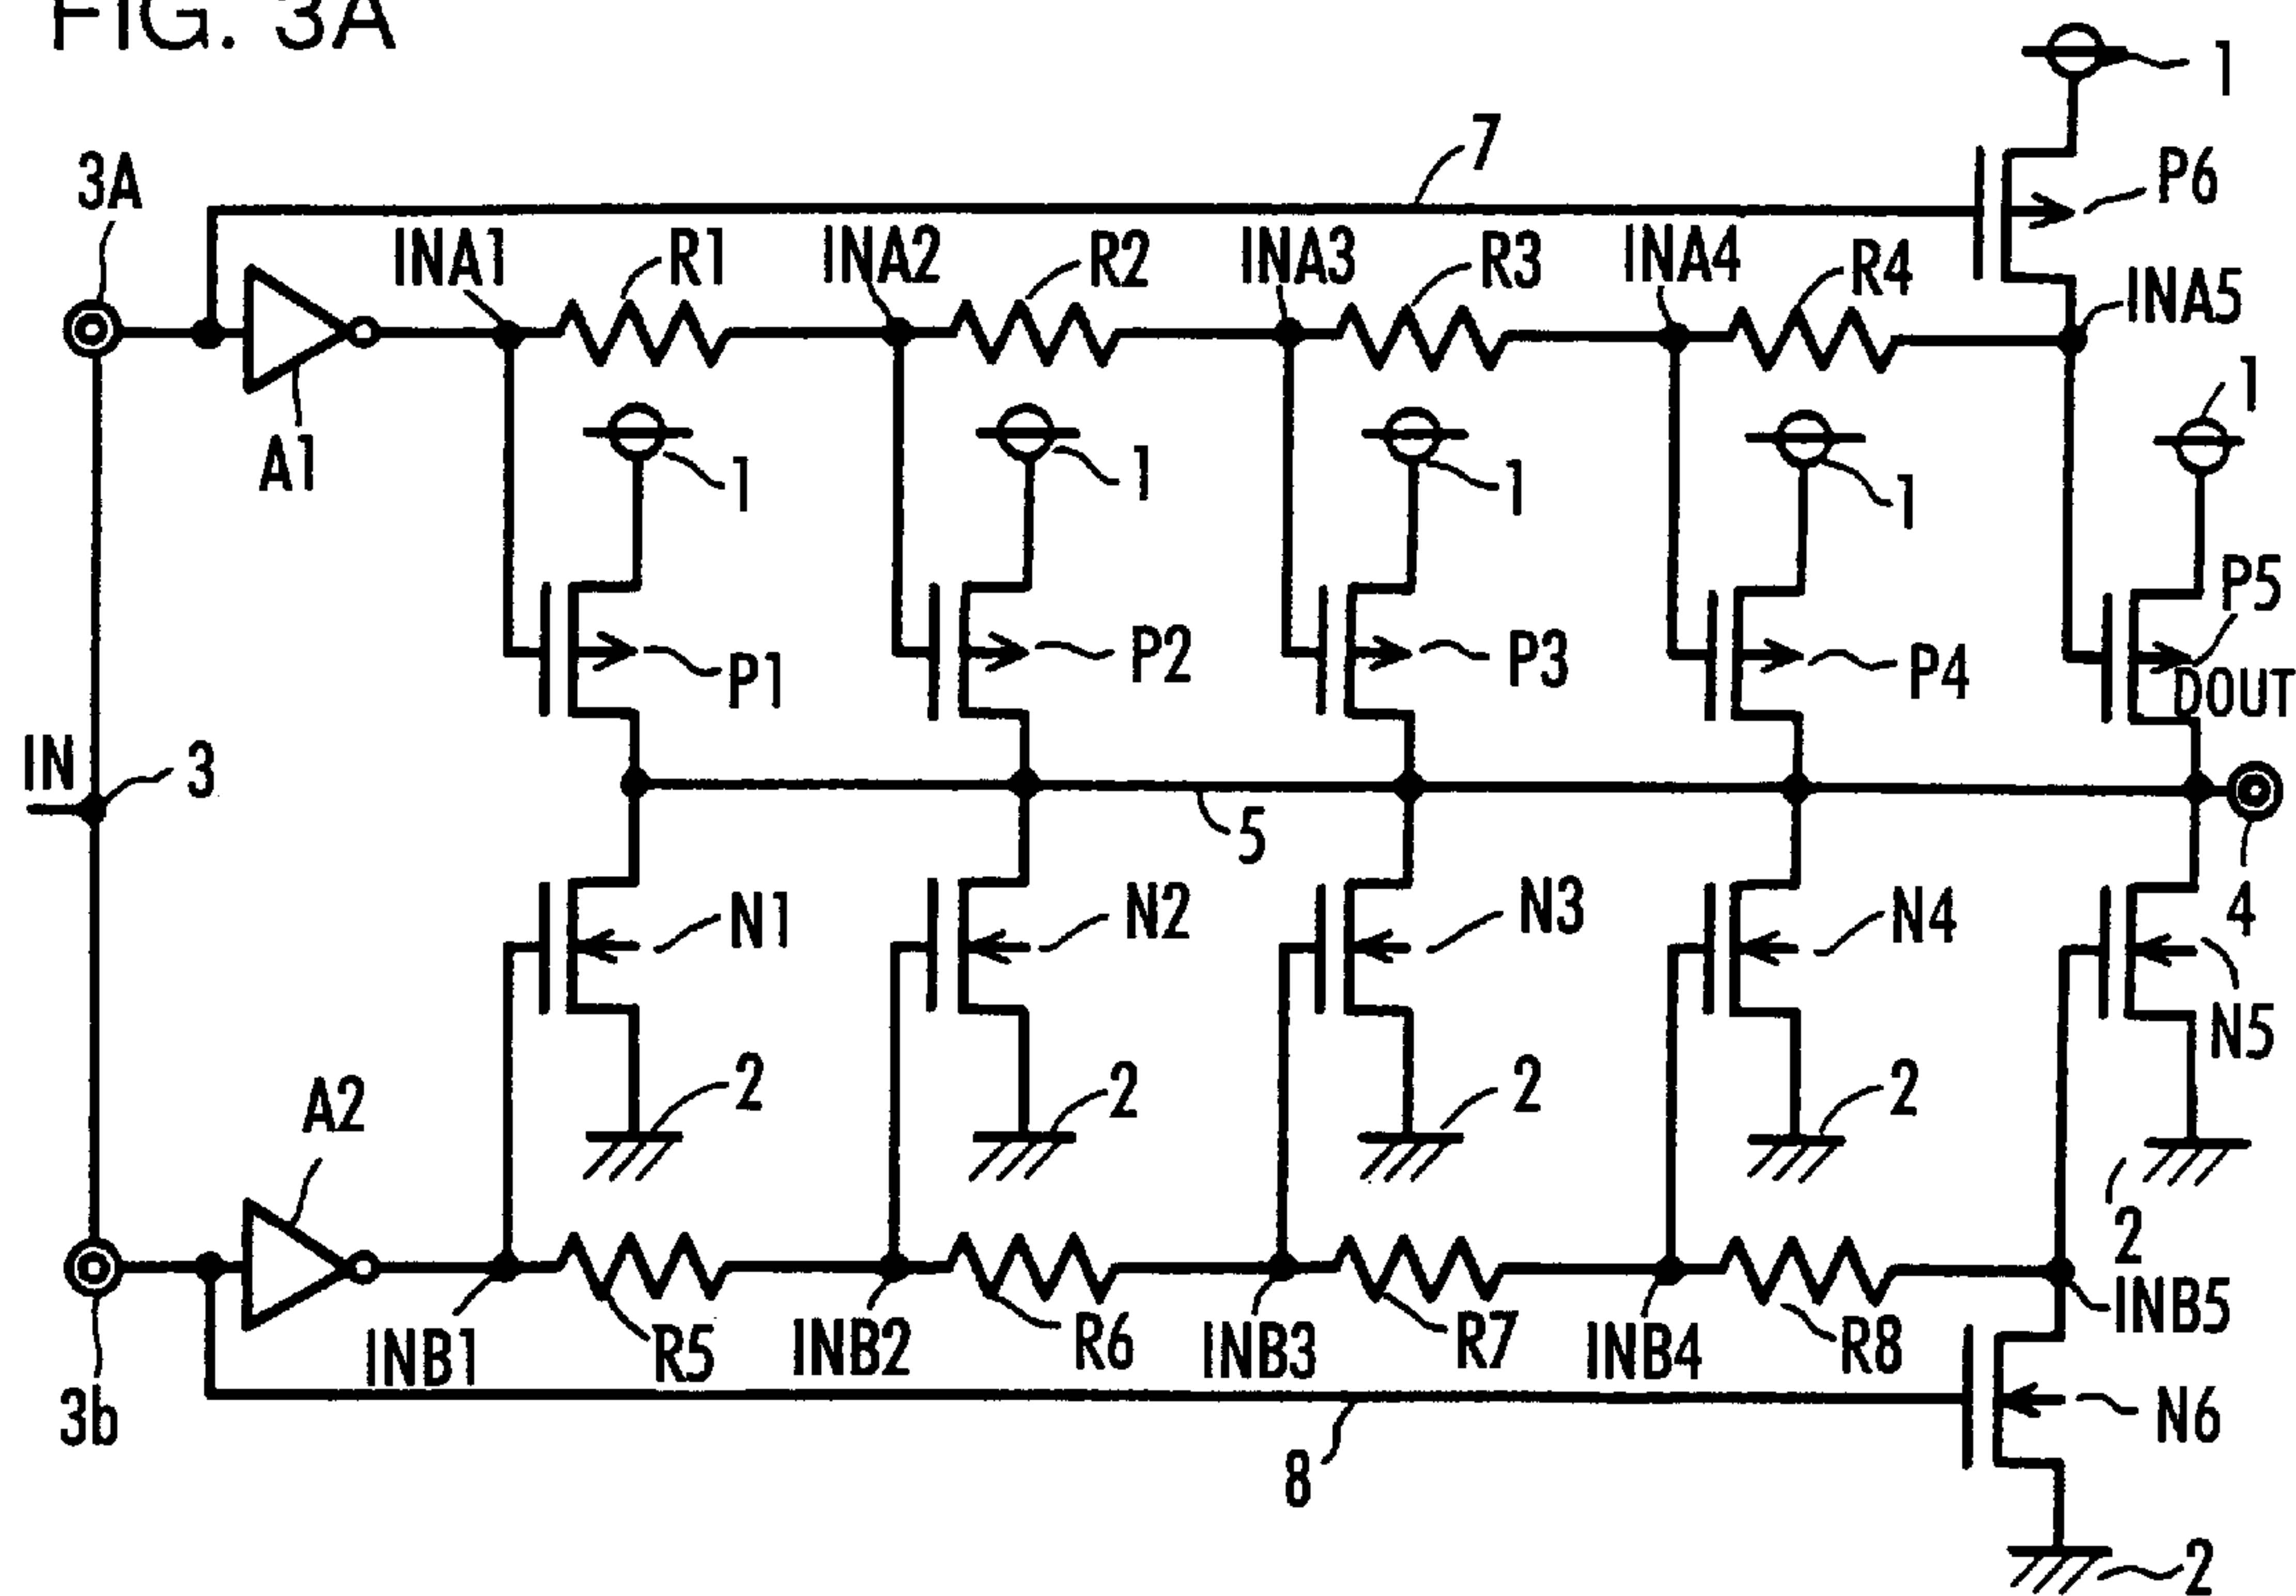 FIG. 3A
1
7
3A
P6
INA1
R1
INA2
R2
INA3
R3
INA4
R4
INA5
A1
1
1
1
1
1
P1
P2
P3
P4
P5
DOUT
IN
3
5
4
N1
N2
N3
N4
N5
A2
2
2
2
2
2
INB1
R5
INB2
R6
INB3
R7
INB4
R8
INB5
3b
8
N6
2